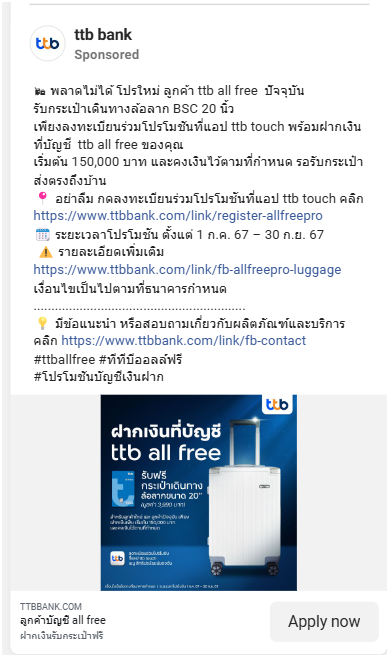 ttb
ttb bank
Sponsored
พลาดไม่ได้ โปรใหม่ ลูกค้า ttb all free ปัจจุบัน
รับกระเป๋าเดินทางล้อลาก BSC 20 นิ้ว
เพียงลงทะเบียนร่วมโปรโมชันที่แอป ttb touch พร้อมฝากเงิน
ที่บัญชี ttb all free ของคุณ
เริ่มต้น 150,000 บาท และคงเงินไว้ตามที่กำหนด รอรับกระเป๋า
ส่งตรงถึงบ้าน
📍 อย่าลืม กดลงทะเบียนร่วมโปรโมชันที่แอป ttb touch คลิก
https://www.ttbbank.com/link/register-allfreepro
🗓️ ระยะเวลาโปรโมชัน ตั้งแต่ 1 ก.ค. 67 – 30 ก.ย. 67
⚠️ รายละเอียดเพิ่มเติม
https://www.ttbbank.com/link/fb-allfreepro-luggage
เงื่อนไขเป็นไปตามที่ธนาคารกำหนด
............................................................
💡 มีข้อแนะนำ หรือสอบถามเกี่ยวกับผลิตภัณฑ์และบริการ
คลิก https://www.ttbbank.com/link/fb-contact
#ttballfree #ทีทีบีออลล์ฟรี
#โปรโมชันบัญชีเงินฝาก
ttb
ฝากเงินที่บัญชี
ttb all free
รับฟรี
กระเป๋าเดินทาง
ล้อลากขนาด 20"
(มูลค่า 3,990 บาท)
ttb
TTBBANK.COM
ลูกค้าบัญชี all free
ฝากเงินรับกระเป๋าฟรี
Apply now